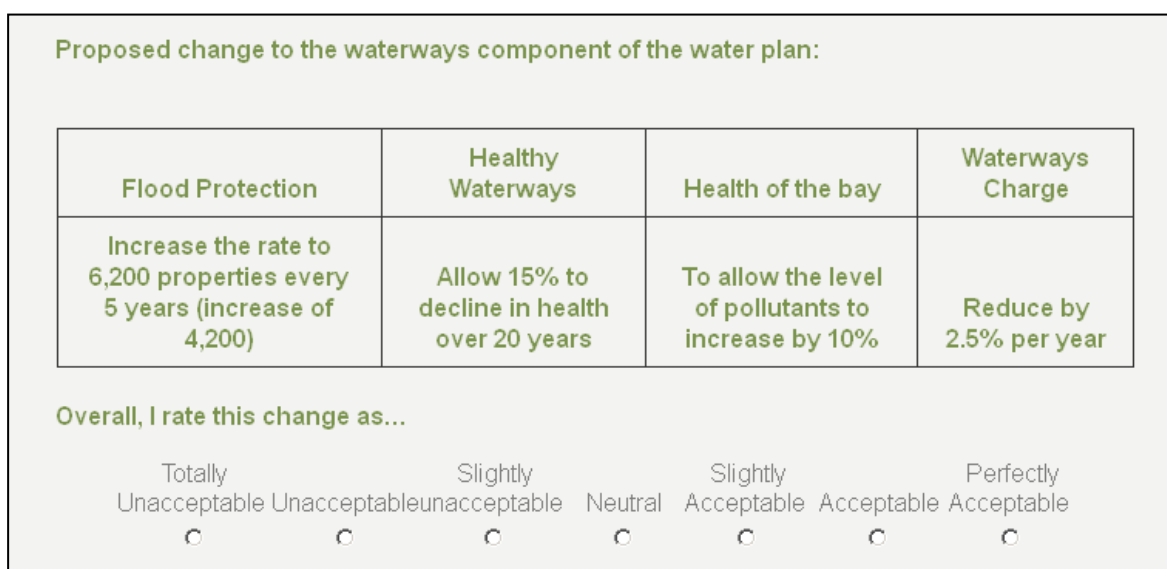 Proposed change to the waterways component of the water plan:
Flood Protection
Healthy
Waterways
Health of the bay
Waterways
Charge
Increase the rate to
6,200 properties every
5 years (increase of
4,200)
Allow 15% to
decline in health
over 20 years
To allow the level
of pollutants to
increase by 10%
Reduce by
2.5% per year
Overall, I rate this change as...
Totally
Unacceptable
Unacceptable
Slightly
unacceptable
Neutral
Slightly
Acceptable
Acceptable
Perfectly
Acceptable